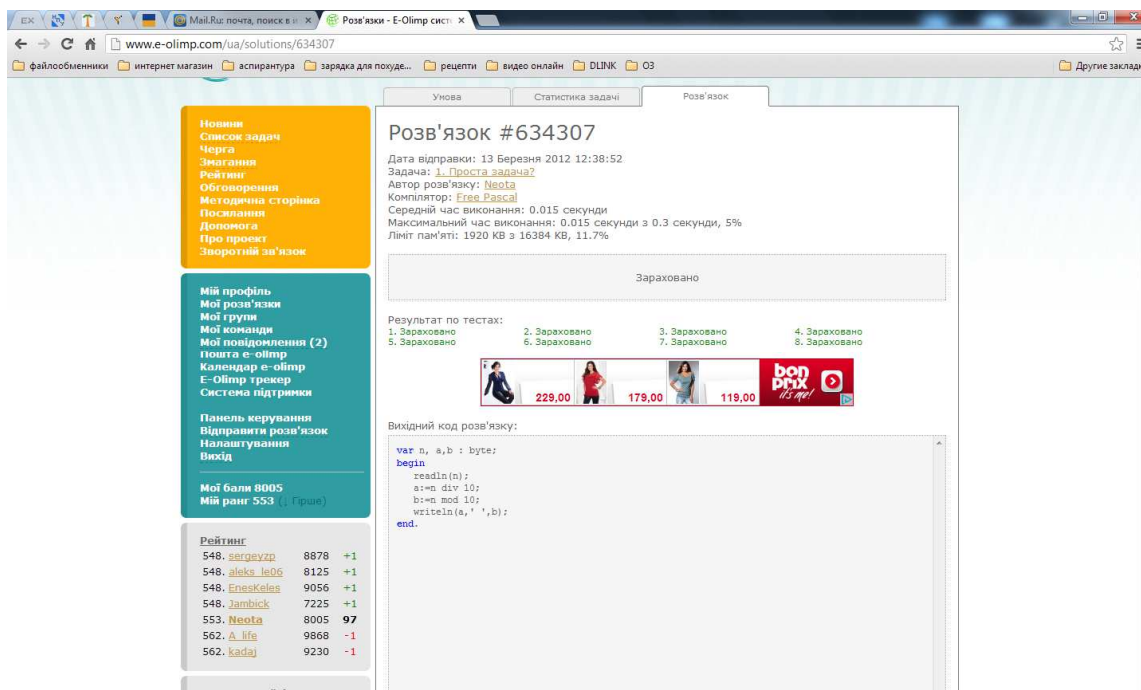 Mail.Ru: почта, поиск в и
Розв'язки - E-Olimp сист
www.e-olimp.com/ua/solutions/634307
файлообменники интернет магазин аспирантура зарядка для похуде... рецепти видео онлайн DLINK ОЗ Другие заклад
Умова Статистика задачі Розв'язок
Новини
Список задач
Черга
Змагання
Рейтинг
Обговорення
Методична сторінка
Посилання
Допомога
Про проект
Зворотній зв'язок
Мій профіль
Мої розв'язки
Мої групи
Мої команди
Мої повідомлення (2)
Пошта e-olimp
Календар e-olimp
E-Olimp трекер
Система підтримки
Панель керування
Відправити розв'язок
Налаштування
Вихід
Мої бали 8005
Мій ранг 553 (↓ Гірше)
Рейтинг
548. sergeyzp 8878 +1
548. aleks_le06 8125 +1
548. EnesKeles 9056 +1
548. Jambick 7225 +1
553. Neota 8005 97
562. A_life 9868 -1
562. kadaj 9230 -1
Розв'язок #634307
Дата відправки: 13 Березня 2012 12:38:52
Задача: 1. Проста задача?
Автор розв'язку: Neota
Компілятор: Free Pascal
Середній час виконання: 0.015 секунди
Максимальний час виконання: 0.015 секунди з 0.3 секунди, 5%
Ліміт пам'яті: 1920 KB з 16384 KB, 11.7%
Зараховано
Результат по тестах:
1. Зараховано 2. Зараховано 3. Зараховано 4. Зараховано
5. Зараховано 6. Зараховано 7. Зараховано 8. Зараховано
229,00 179,00 119,00
bon
prix
it's me!
Вихідний код розв'язку:
var n, a,b : byte;
begin
readln(n);
a:=n div 10;
b:=n mod 10;
writeln(a,' ',b);
end.